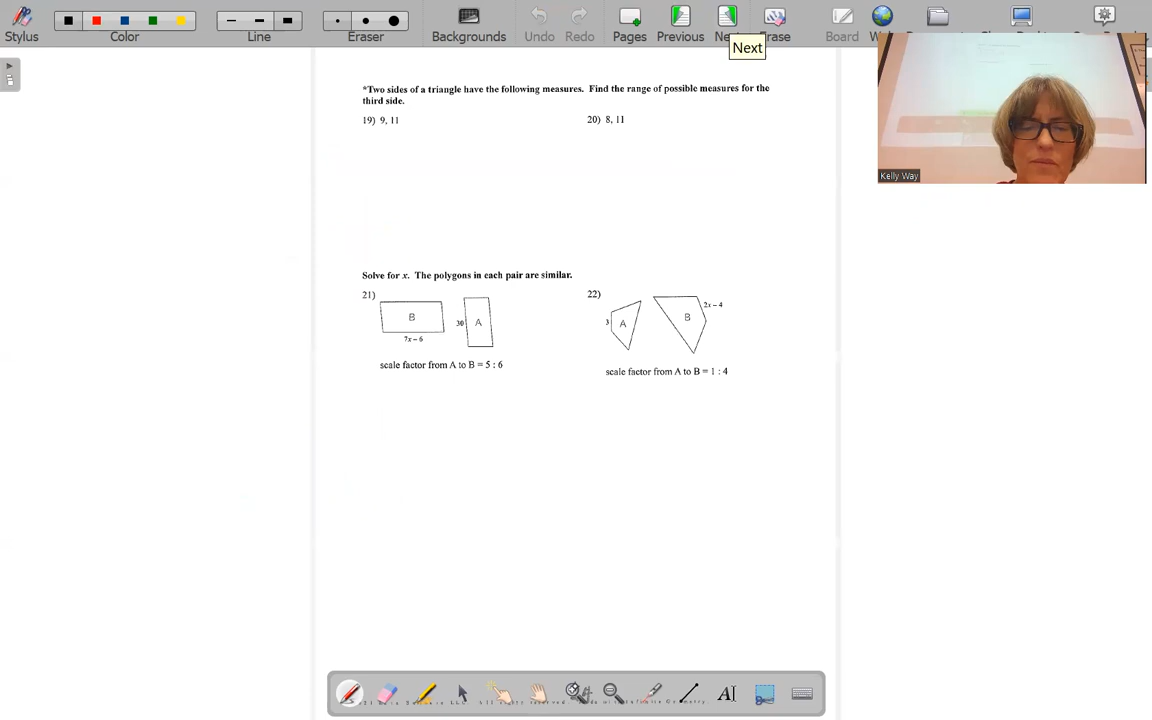 Stylus
Color
Line
Eraser
Backgrounds
Undo
Redo
Pages
Previous
Next
Erase
Board
*Two sides of a triangle have the following measures. Find the range of possible measures for the
third side.
19) 9, 11
20) 8, 11
Kelly Way
Solve for x. The polygons in each pair are similar.
21)
B
7x – 6
30
A
scale factor from A to B = 5 : 6
22)
3
A
B
2x – 4
scale factor from A to B = 1 : 4